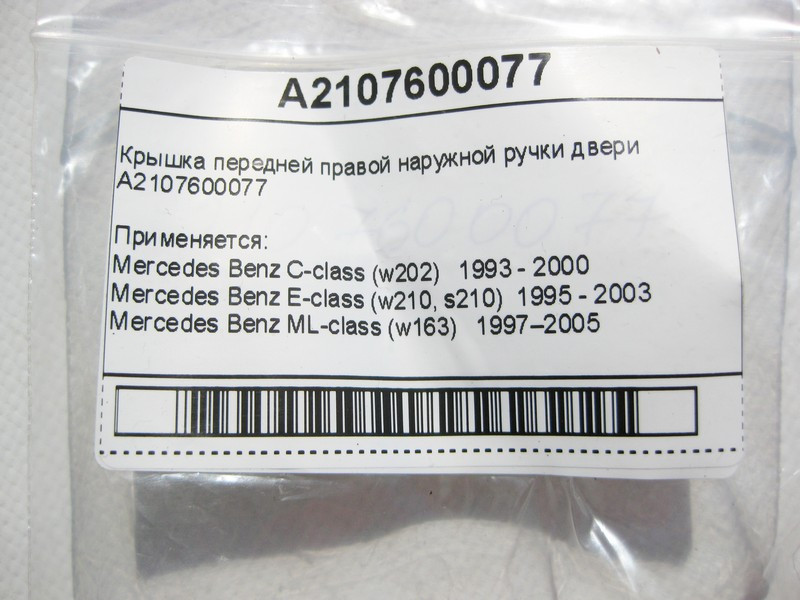 A2107600077
Крышка передней правой наружной ручки двери
A2107600077
Применяется:
Mercedes Benz C-class (w202) 1993 - 2000
Mercedes Benz E-class (w210, s210) 1995 - 2003
Mercedes Benz ML-class (w163) 1997–2005